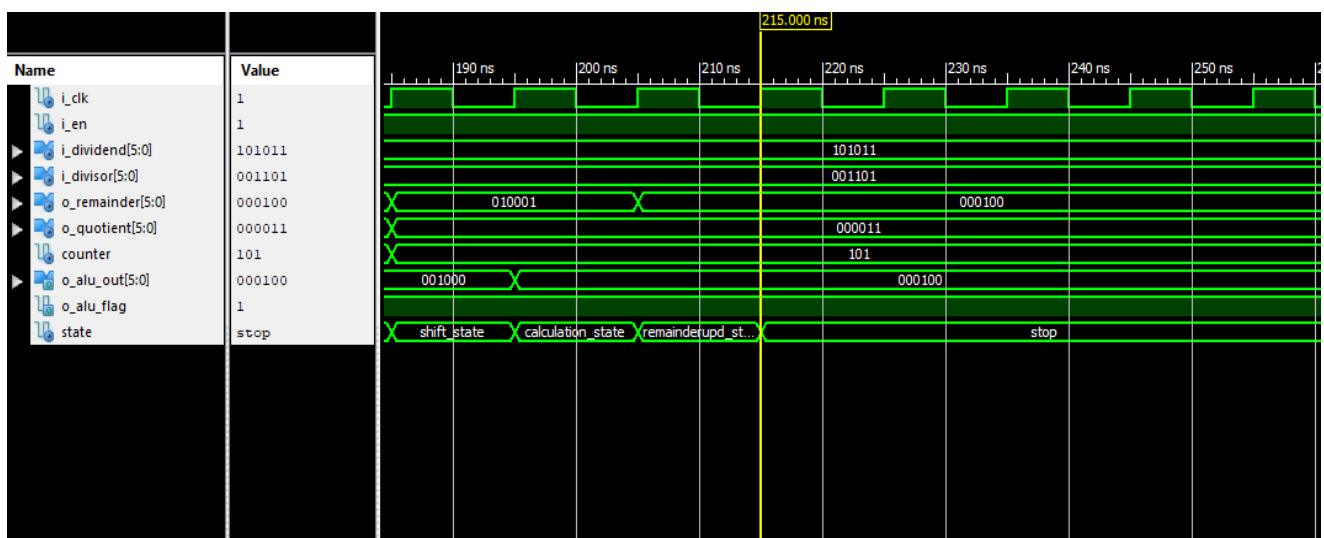 215.000 ns
Name Value 190 ns 200 ns 210 ns 220 ns 230 ns 240 ns 250 ns 2
i_clk 1
i_en 1
i_dividend[5:0] 101011 101011
i_divisor[5:0] 001101 001101
o_remainder[5:0] 000100 010001 000100
o_quotient[5:0] 000011 000011
counter 101 101
o_alu_out[5:0] 000100 001000 000100
o_alu_flag 1
state stop shift_state calculation_state remainderupd_st... stop